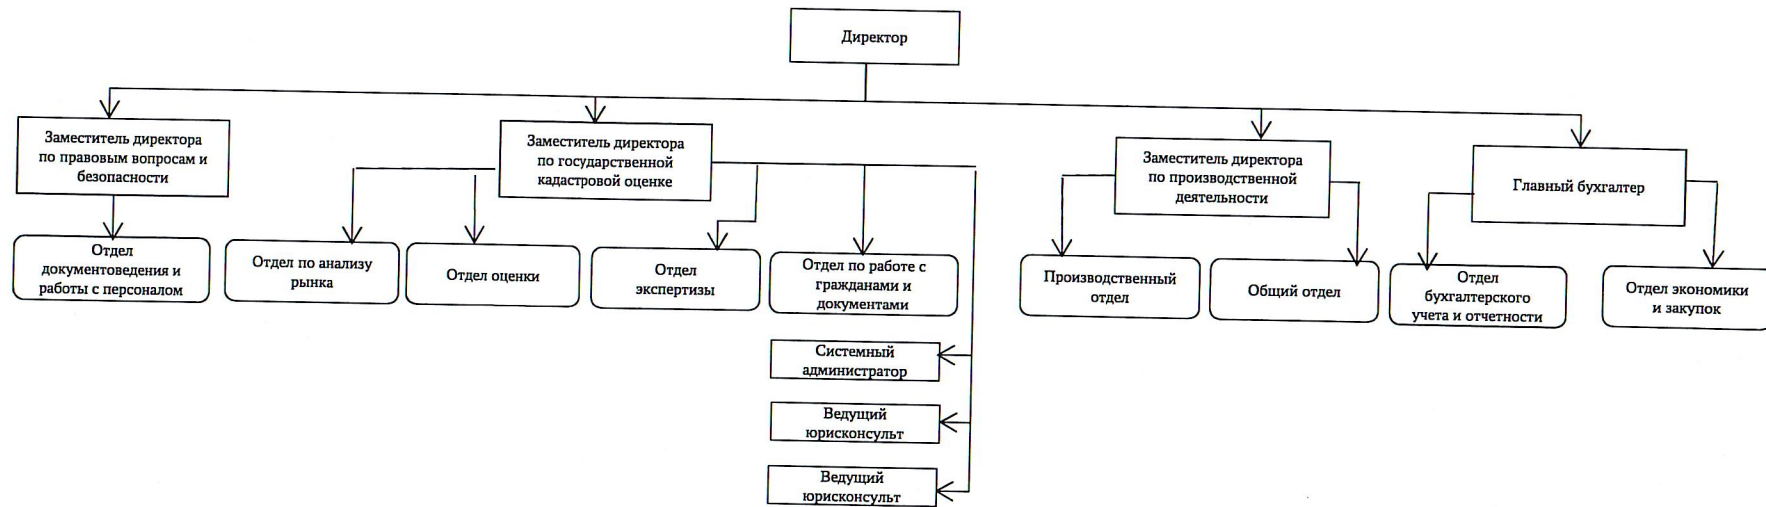 Директор
Заместитель директора
по правовым вопросам и
безопасности
Заместитель директора
по государственной
кадастровой оценке
Заместитель директора
по производственной
деятельности
Главный бухгалтер
Отдел
документоведения и
работы с персоналом
Отдел по анализу
рынка
Отдел оценки
Отдел
экспертизы
Отдел по работе с
гражданами и
документами
Производственный
отдел
Общий отдел
Отдел
бухгалтерского
учета и отчетности
Отдел экономики
и закупок
Системный
администратор
Ведущий
юрисконсульт
Ведущий
юрисконсульт